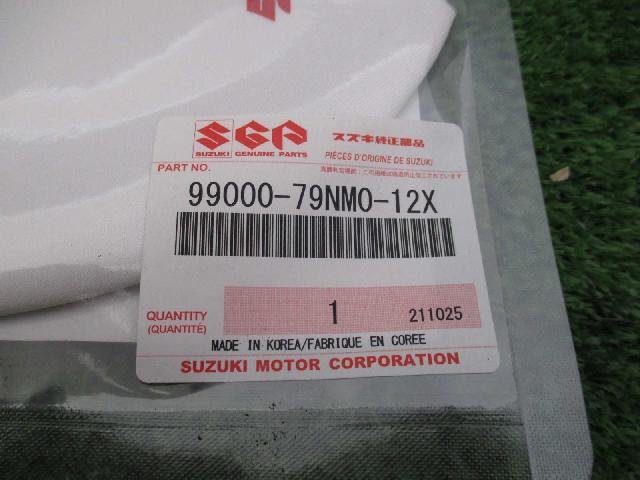 SGP
スズキ純正部品
SUZUKI GENUINE PARTS
PIÈCES D'ORIGINE DE SUZUKI
PART NO.
99000-79NM0-12X
QUANTITY
(QUANTITÉ)
1
211025
MADE IN KOREA/FABRIQUE EN COREE
SUZUKI MOTOR CORPORATION